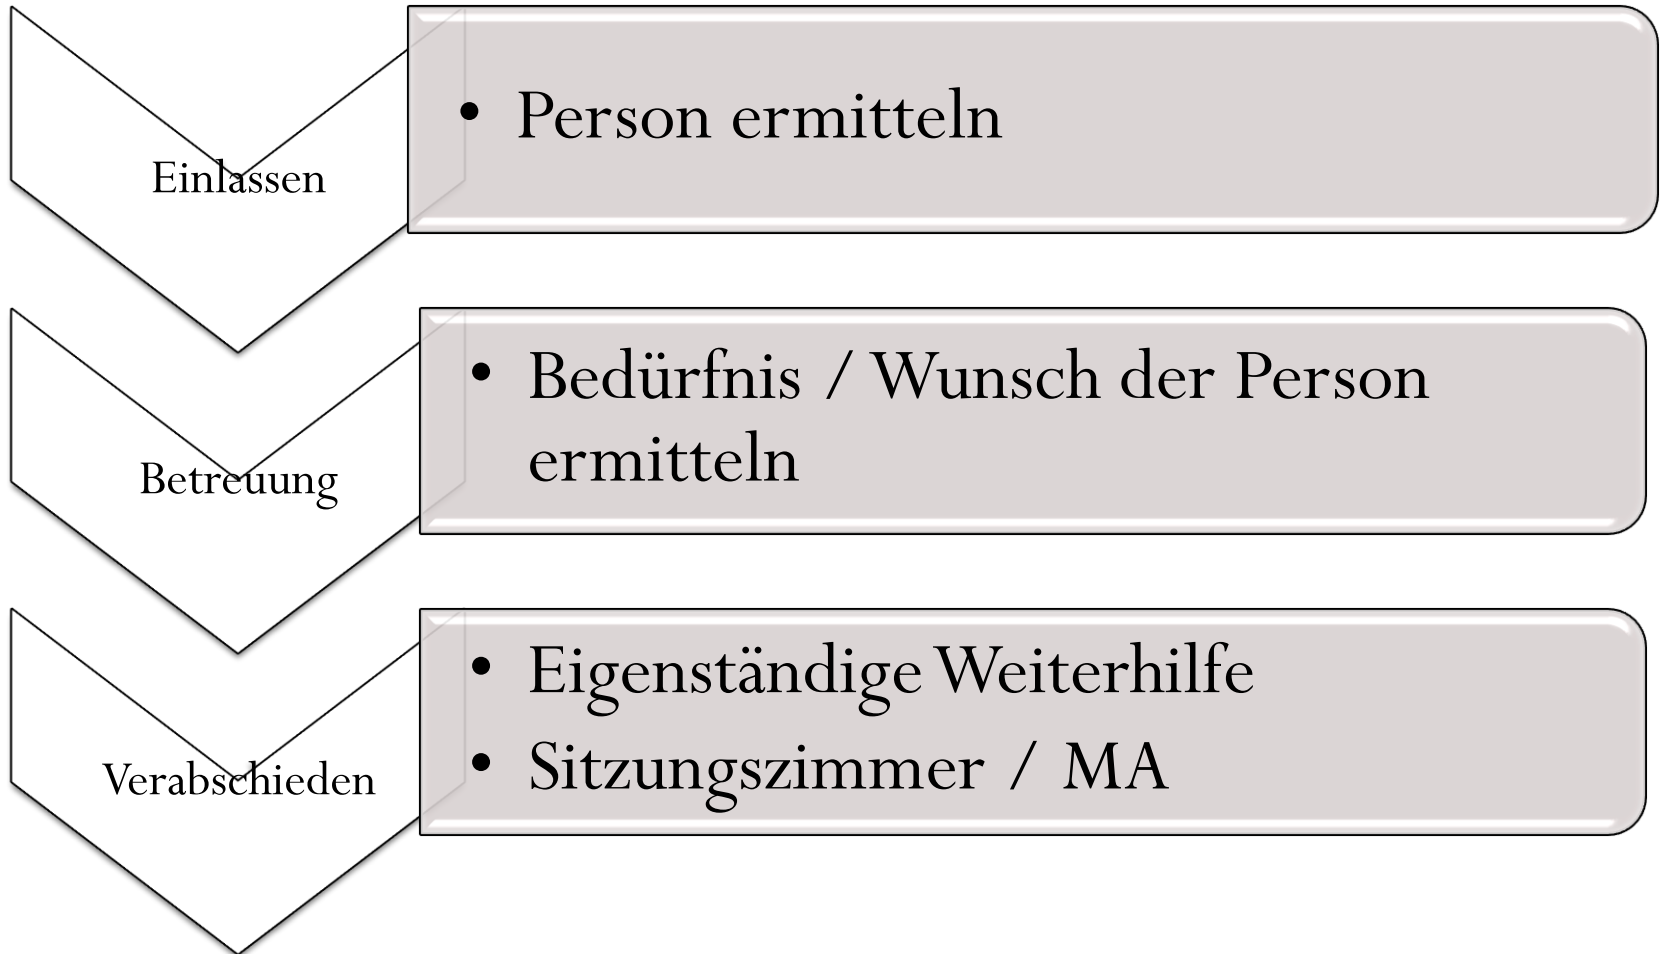 Einlassen
• Person ermitteln
Betreuung
• Bedürfnis / Wunsch der Person
ermitteln
Verabschieden
• Eigenständige Weiterhilfe
• Sitzungszimmer / MA